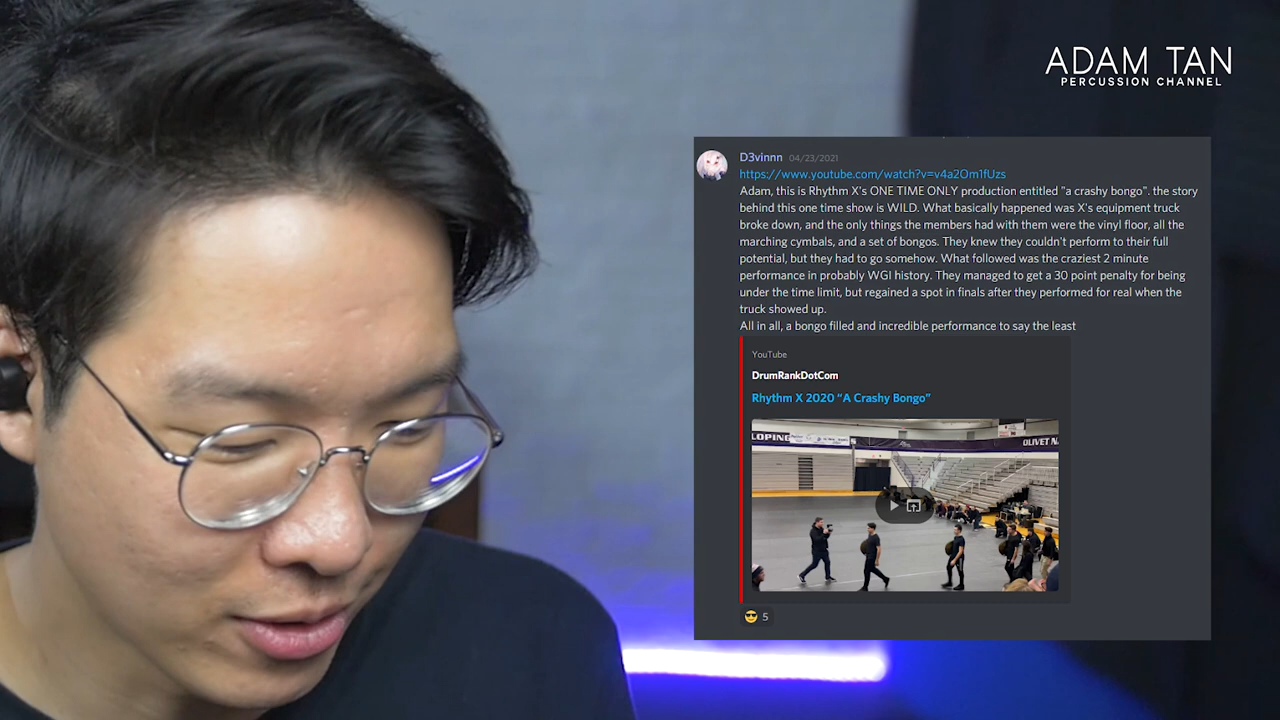 ADAM TAN
PERCUSSION CHANNEL
D3vinnn 04/23/2021
https://www.youtube.com/watch?v=v4a2Om1fUzs
Adam, this is Rhythm X's ONE TIME ONLY production entitled "a crashy bongo". the story
behind this one time show is WILD. What basically happened was X's equipment truck
broke down, and the only things the members had with them were the vinyl floor, all the
marching cymbals, and a set of bongos. They knew they couldn't perform to their full
potential, but they had to go somehow. What followed was the craziest 2 minute
performance in probably WGI history. They managed to get a 30 point penalty for being
under the time limit, but regained a spot in finals after they performed for real when the
truck showed up.
All in all, a bongo filled and incredible performance to say the least
YouTube
DrumRankDotCom
Rhythm X 2020 “A Crashy Bongo”
LOPING
OLIVET N
5